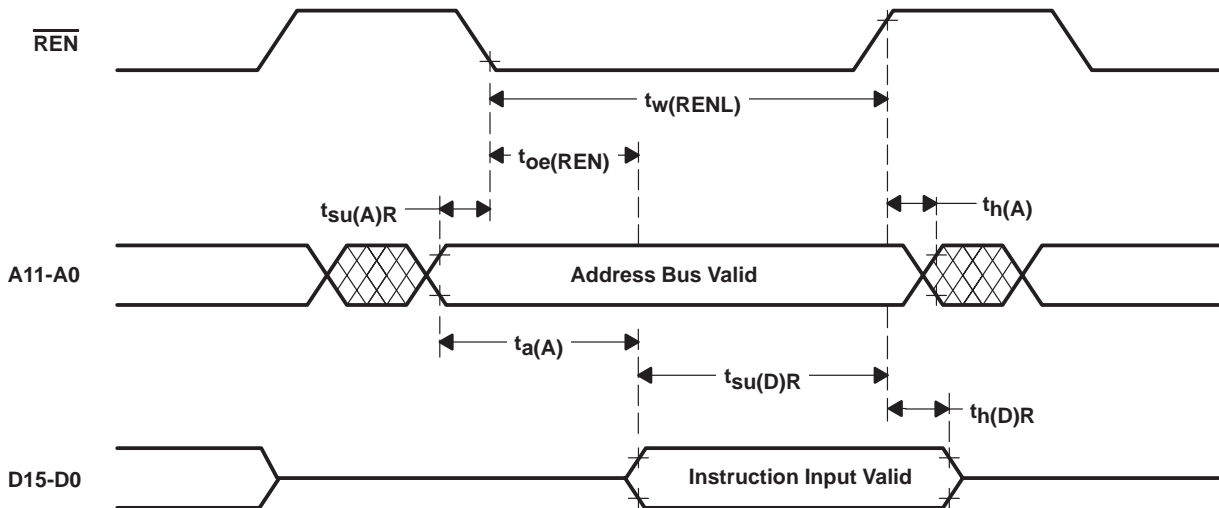 REN
tw(RENL)
toe(REN)
tsu(A)R
th(A)
A11-A0
Address Bus Valid
ta(A)
tsu(D)R
th(D)R
D15-D0
Instruction Input Valid